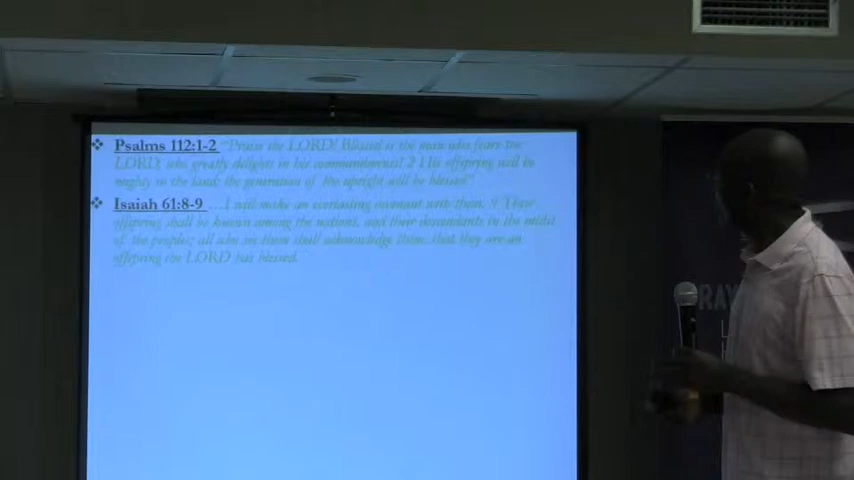 ❖ Psalms 112:1-2 "Praise the LORD! Blessed is the man who fears the
LORD, who greatly delights in his commandments! 2 His offspring will be
mighty in the land; the generation of the upright will be blessed"
❖ Isaiah 61:8-9 …I will make an everlasting covenant with them. 9 Their
offspring shall be known among the nations, and their descendants in the midst
of the peoples; all who see them shall acknowledge them, that they are an
offspring the LORD has blessed.